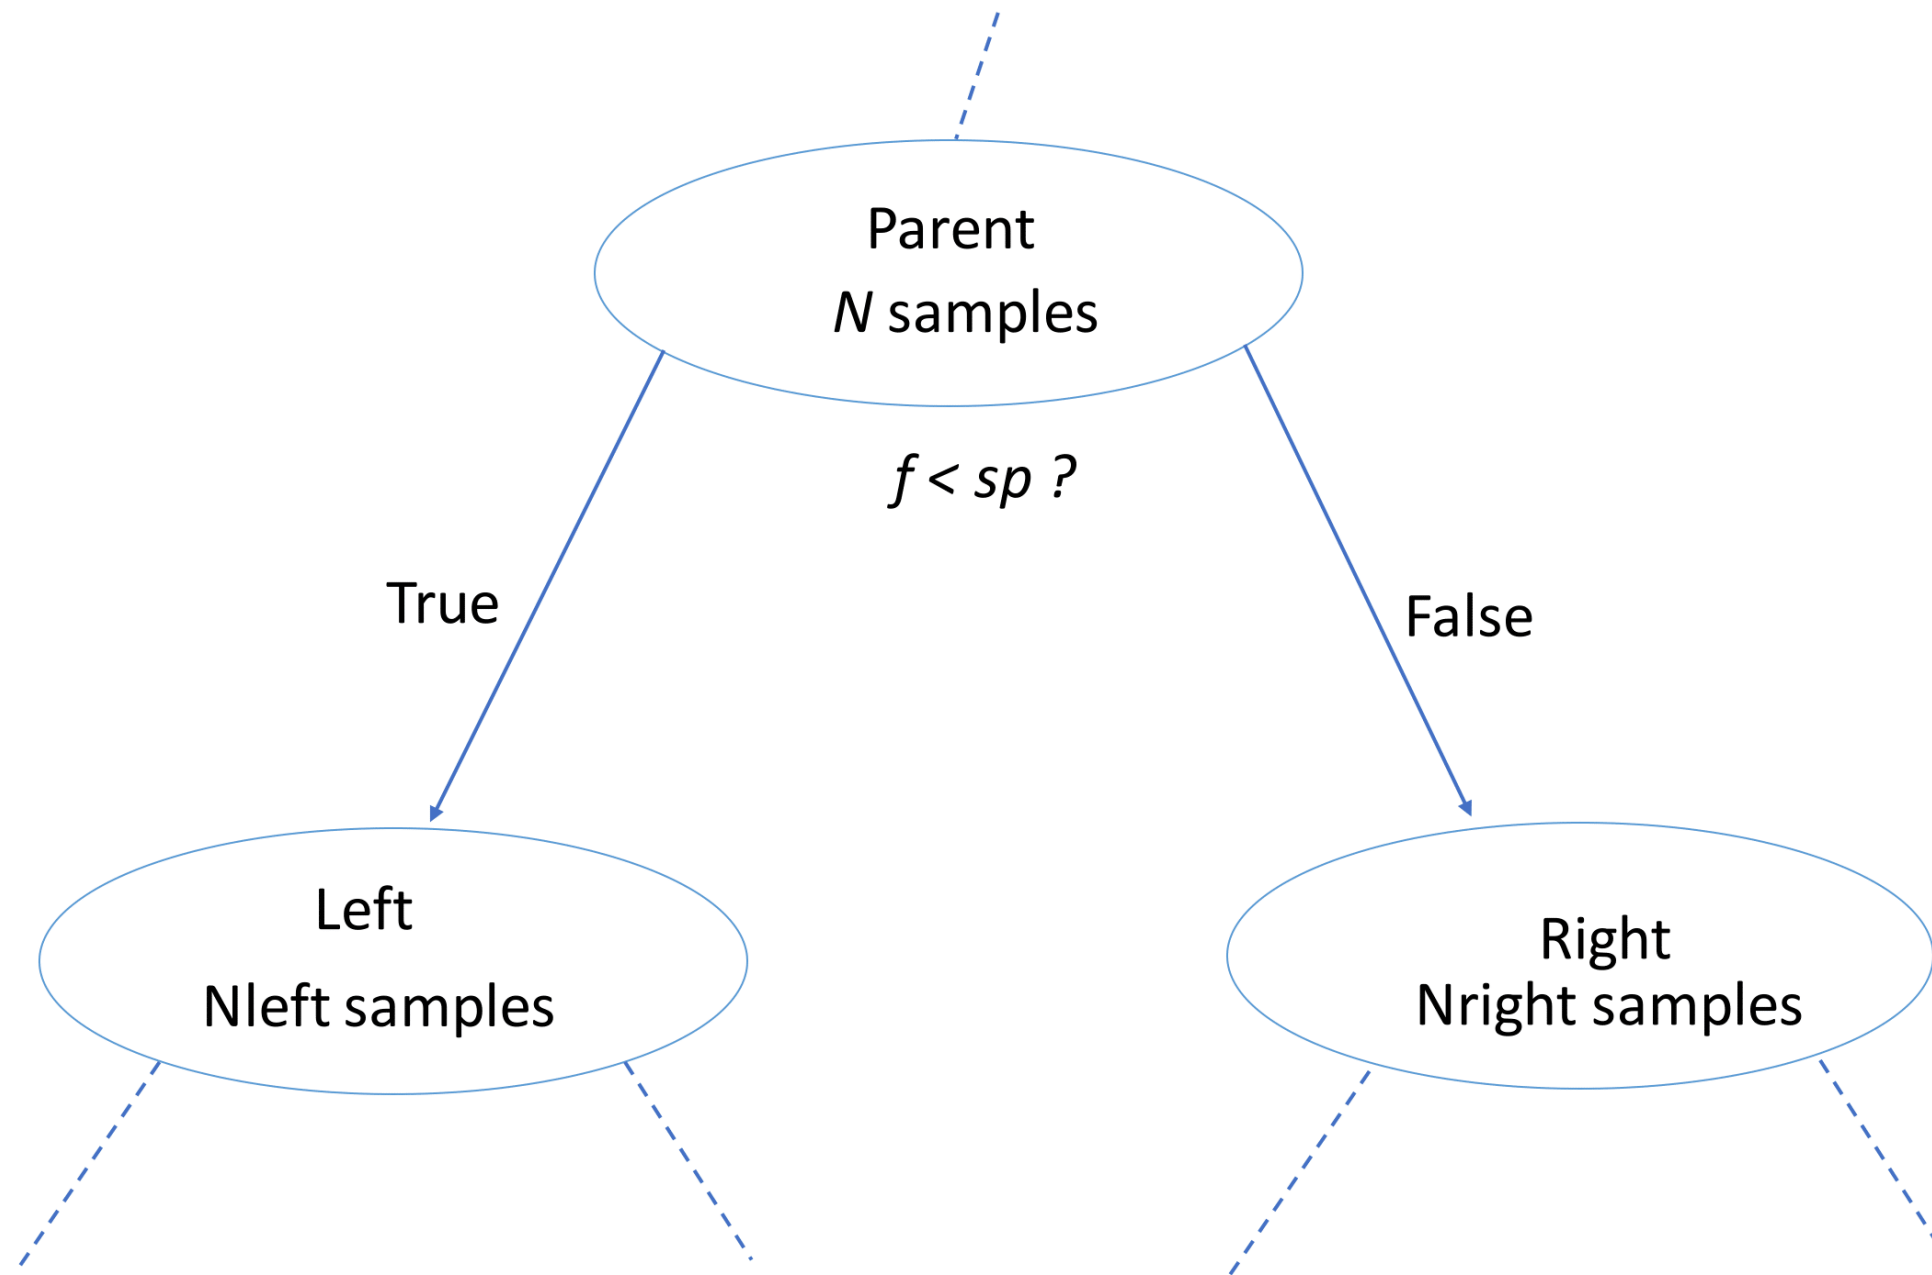 Parent
N samples
f < sp ?
True
False
Left
Nleft samples
Right
Nright samples